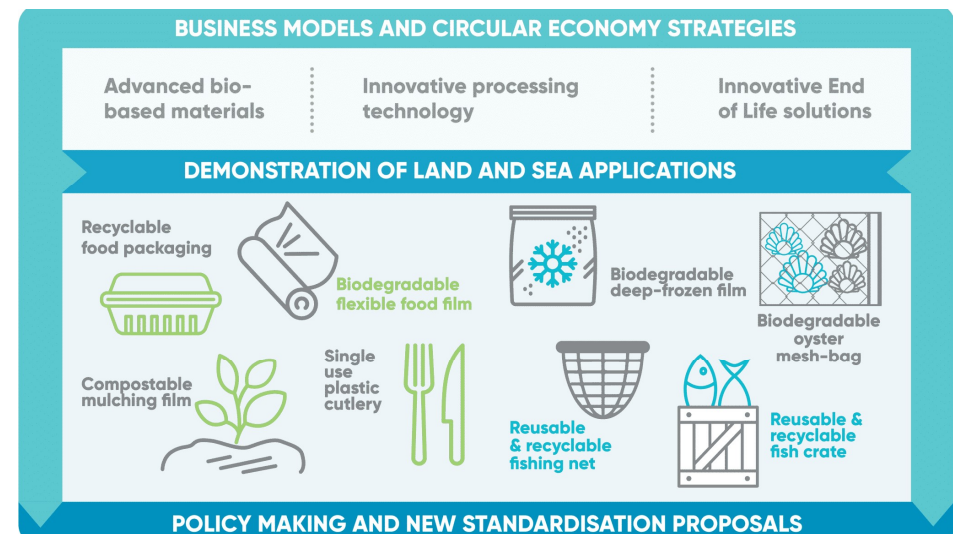 BUSINESS MODELS AND CIRCULAR ECONOMY STRATEGIES
Advanced bio-
based materials
Innovative processing
technology
Innovative End
of Life solutions
DEMONSTRATION OF LAND AND SEA APPLICATIONS
Recyclable
food packaging
Biodegradable
flexible food film
Biodegradable
deep-frozen film
Biodegradable
oyster
mesh-bag
Compostable
mulching film
Single
use
plastic
cutlery
Reusable
& recyclable
fishing net
Reusable &
recyclable
fish crate
POLICY MAKING AND NEW STANDARDISATION PROPOSALS